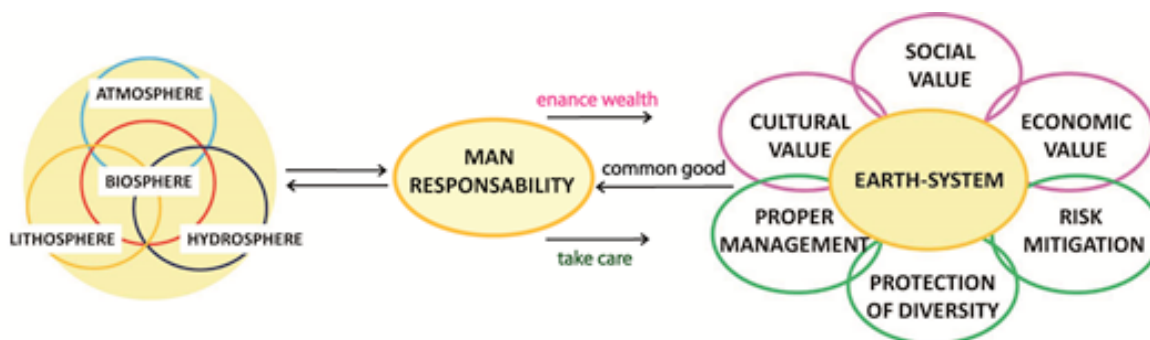 ATMOSPHERE
BIOSPHERE
LITHOSPHERE
HYDROSPHERE
MAN
RESPONSABILITY
enance wealth
common good
take care
SOCIAL
VALUE
CULTURAL
VALUE
ECONOMIC
VALUE
EARTH-SYSTEM
PROPER
MANAGEMENT
RISK
MITIGATION
PROTECTION
OF DIVERSITY